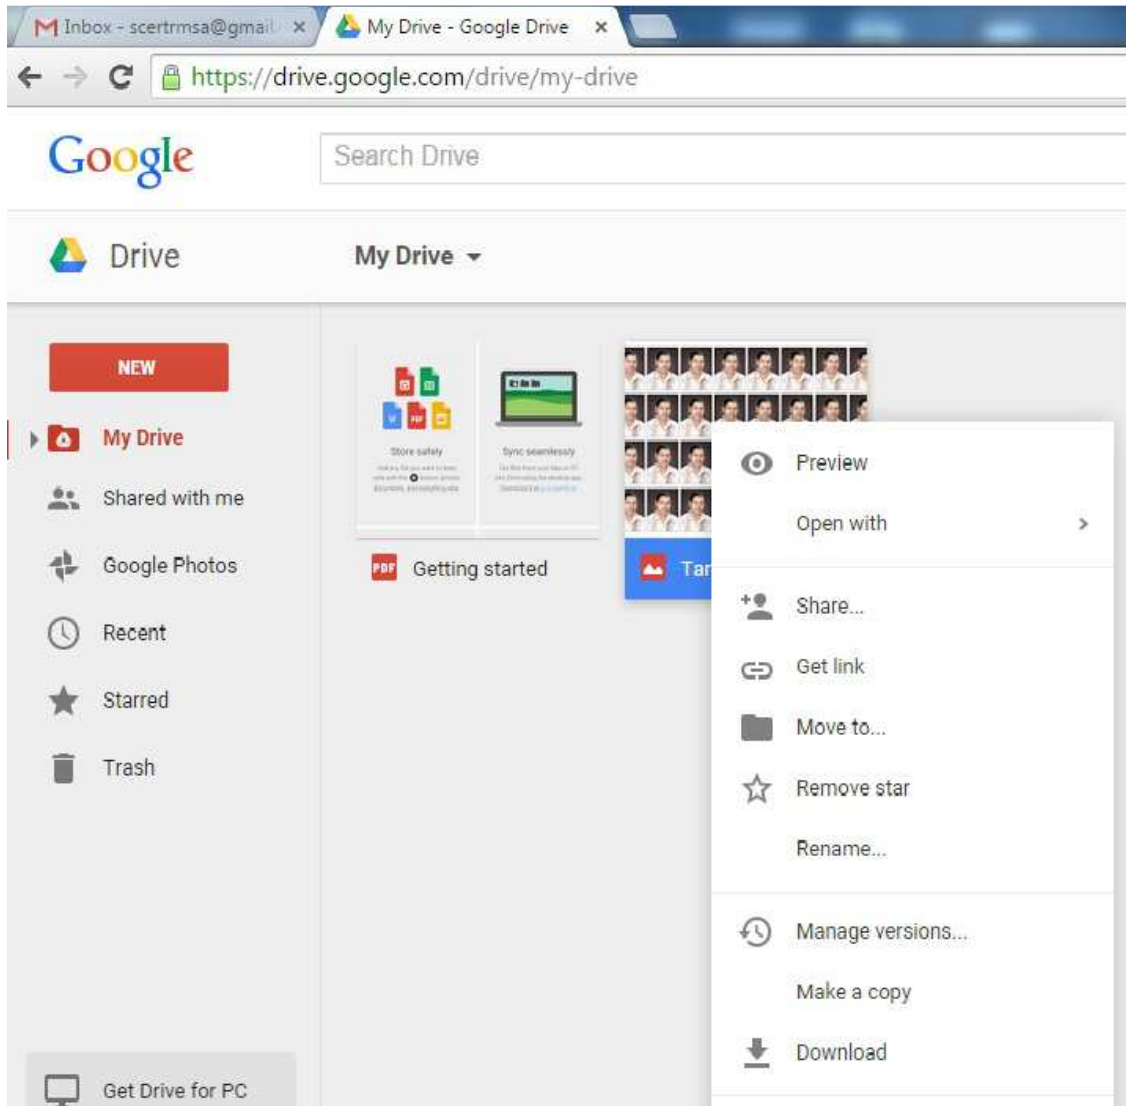 Inbox - scertrmsa@gmail.
My Drive - Google Drive
https://drive.google.com/drive/my-drive
Google
Search Drive
Drive
My Drive
NEW
My Drive
Shared with me
Google Photos
Recent
Starred
Trash
Get Drive for PC
Store safely
Sync seamlessly
PDF
Getting started
Tar
Preview
Open with
Share...
Get link
Move to...
Remove star
Rename...
Manage versions...
Make a copy
Download